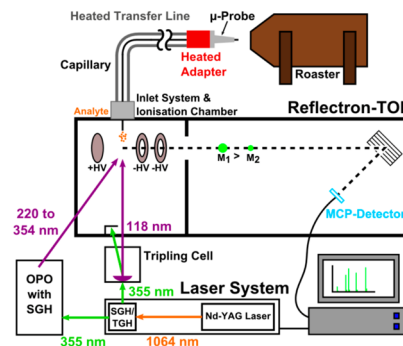 Heated Transfer Line
μ-Probe
Capillary
Heated
Adapter
Roaster
Analyte
Inlet System &
Ionisation Chamber
Reflectron-TO
+HV
-HV
-HV
M1 >
M2
220 to
354 nm
118 nm
MCP-Detector
Tripling Cell
355 nm
Laser System
OPO
with
SGH
SGH/
TGH
Nd-YAG Laser
355 nm
1064 nm